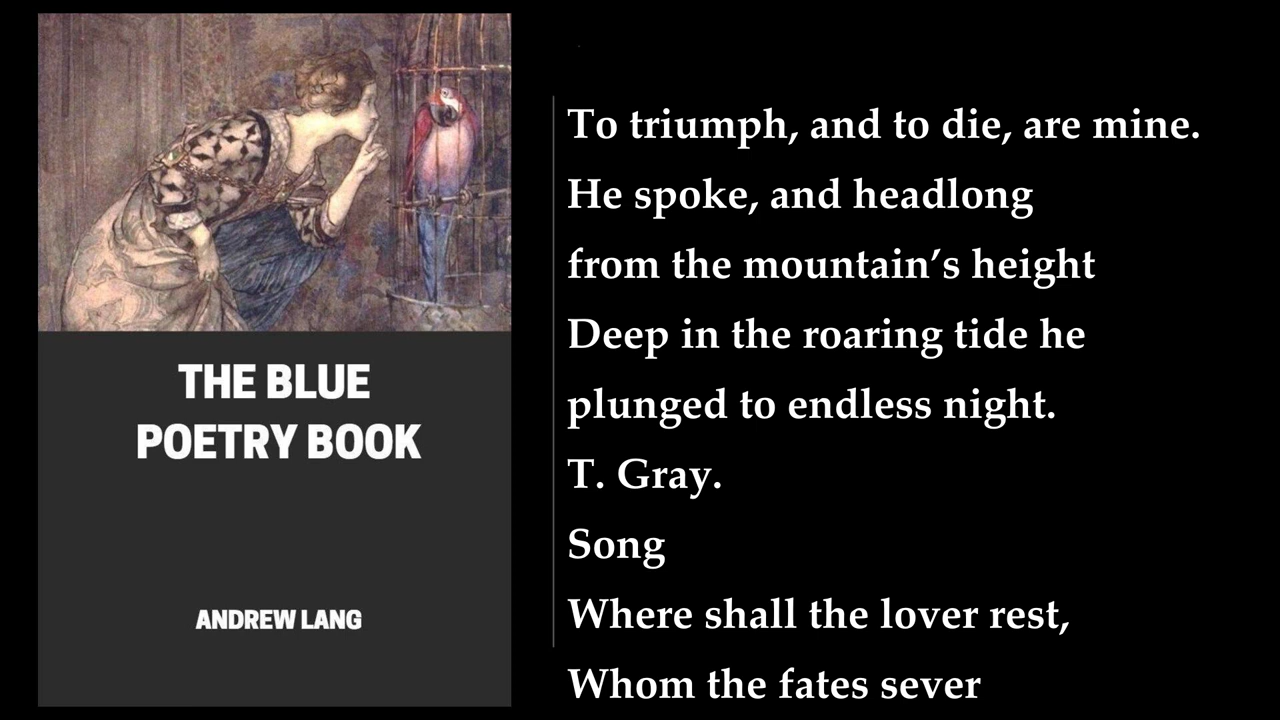 THE BLUE
POETRY BOOK
ANDREW LANG
To triumph, and to die, are mine.
He spoke, and headlong
from the mountain’s height
Deep in the roaring tide he
plunged to endless night.
T. Gray.
Song
Where shall the lover rest,
Whom the fates sever